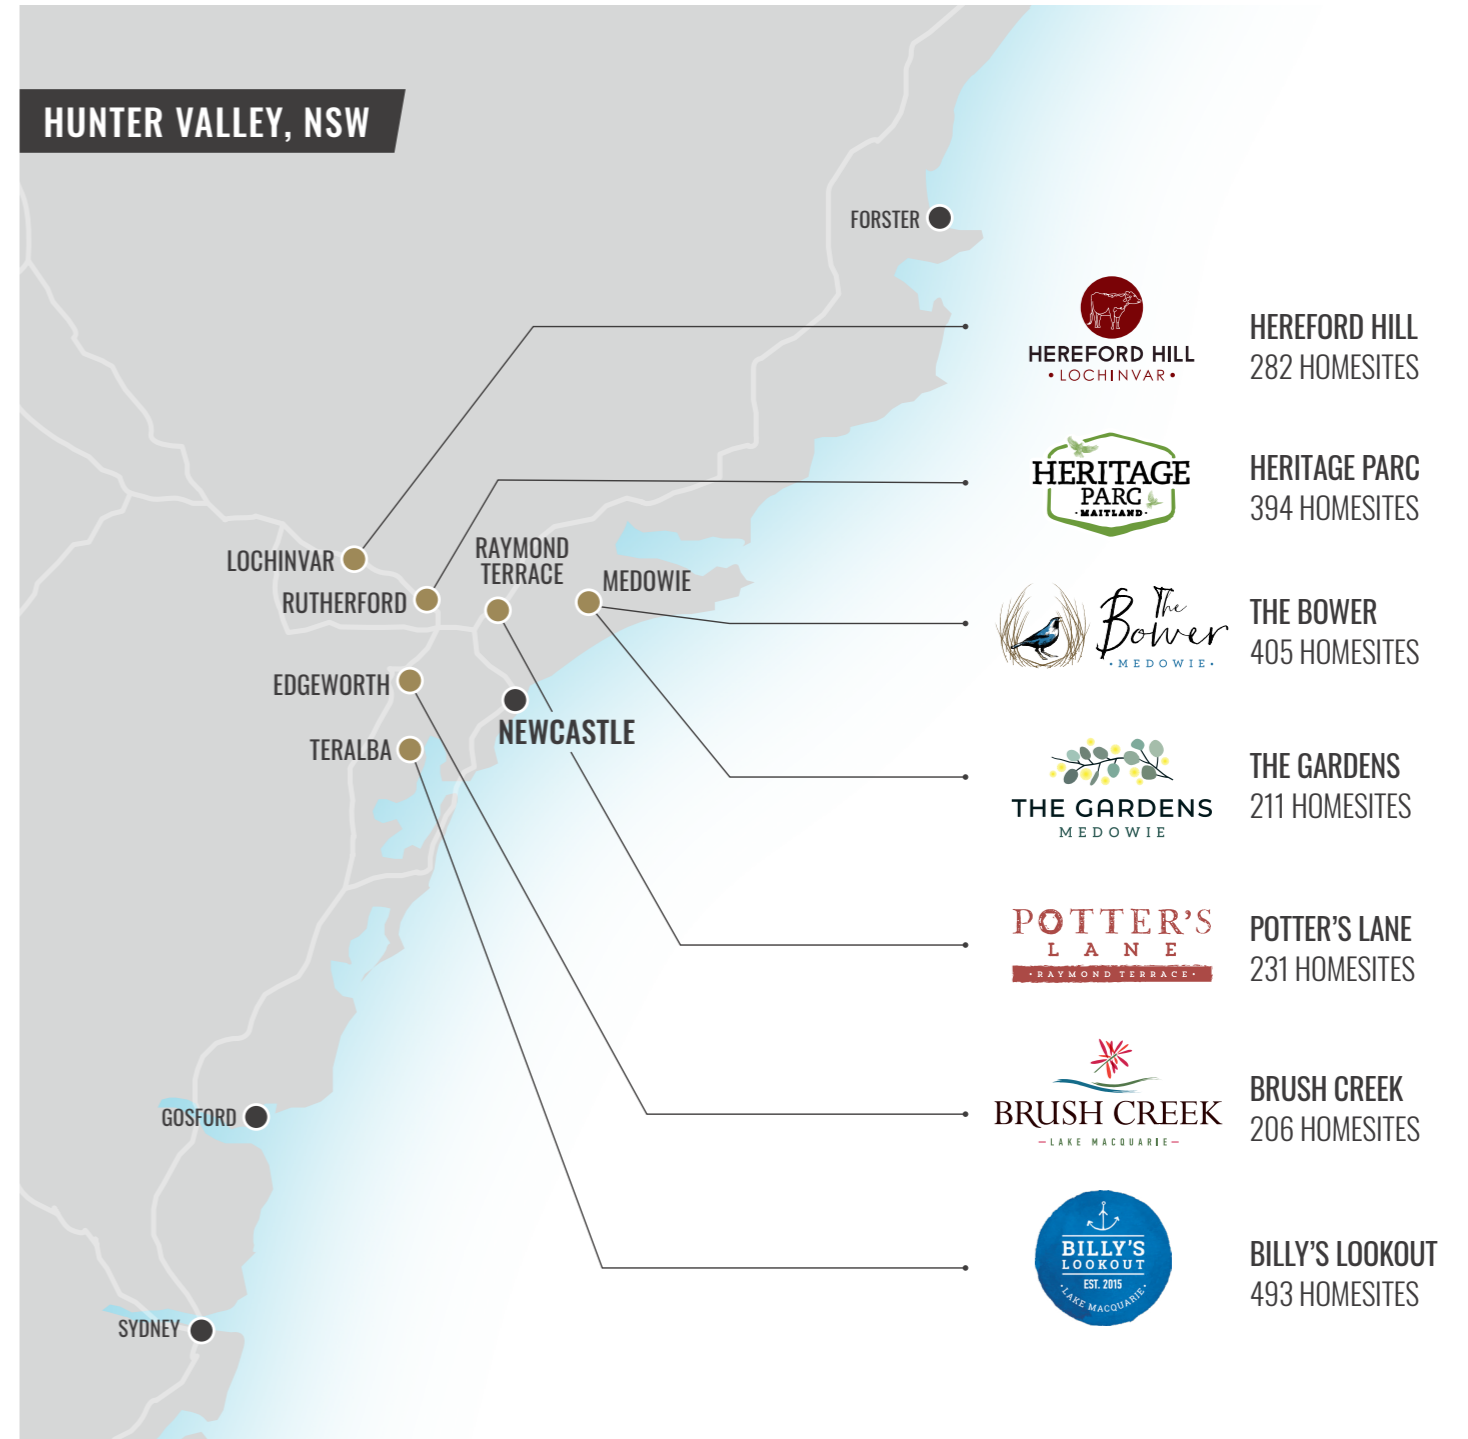 HUNTER VALLEY, NSW
FORSTER
LOCHINVAR
RUTHERFORD
RAYMOND
TERRACE
MEDOWIE
EDGEWORTH
NEWCASTLE
TERALBA
GOSFORD
SYDNEY
HEREFORD HILL
• LOCHINVAR •
HEREFORD HILL
282 HOMESITES
HERITAGE
PARC
· MAITLAND ·
HERITAGE PARC
394 HOMESITES
The
Bower
· MEDOWIE ·
THE BOWER
405 HOMESITES
THE GARDENS
MEDOWIE
THE GARDENS
211 HOMESITES
POTTER'S
LANE
· RAYMOND TERRACE ·
POTTER'S LANE
231 HOMESITES
BRUSH CREEK
– LAKE MACQUARIE –
BRUSH CREEK
206 HOMESITES
BILLY'S
LOOKOUT
EST. 2015
· LAKE MACQUARIE ·
BILLY'S LOOKOUT
493 HOMESITES